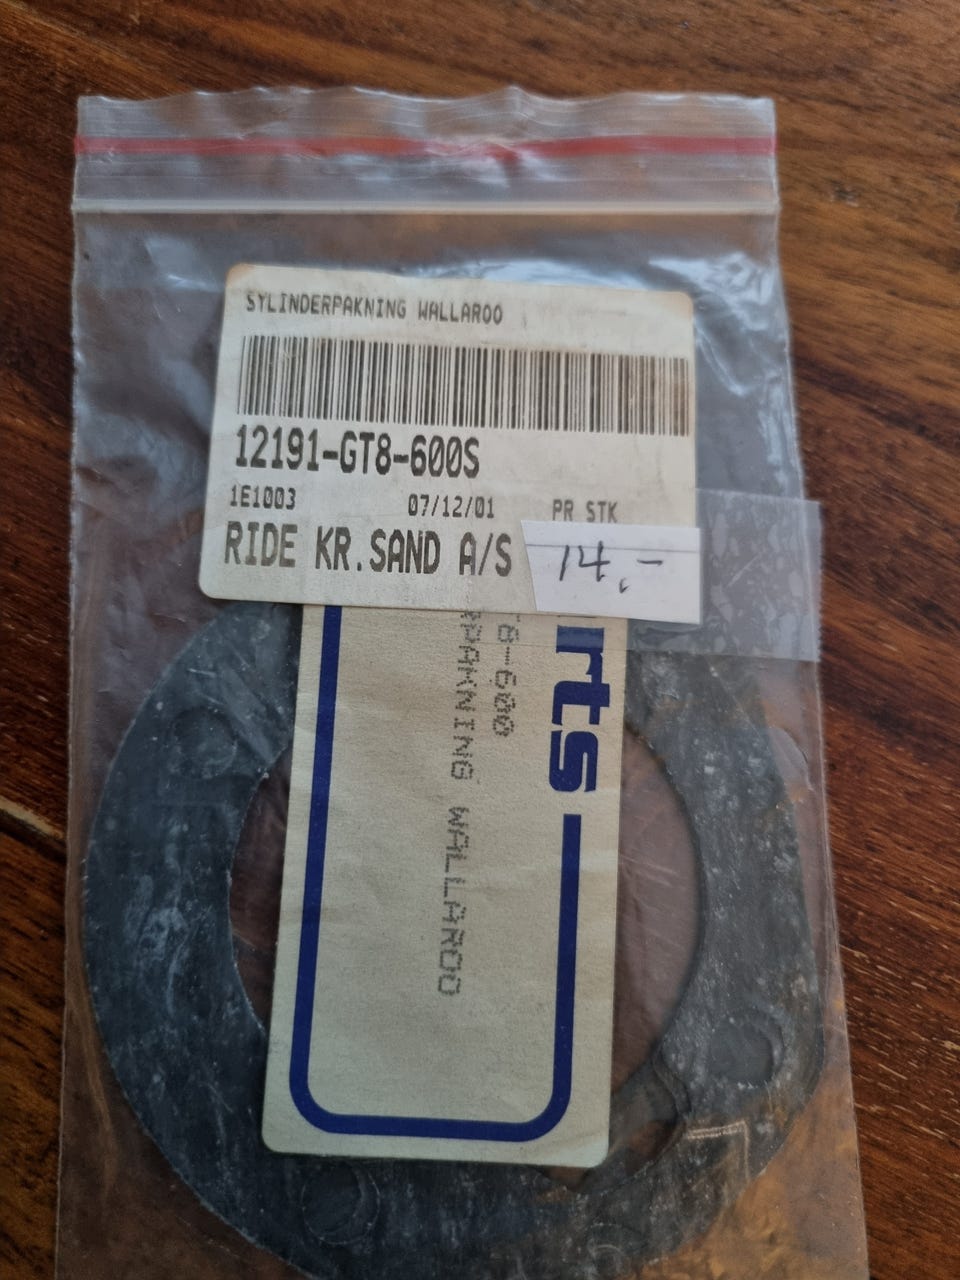 SYLINDERPAKNING WALLAROO
12191-GT8-600S
1E1003 07/12/01 PR STK
RIDE KR.SAND A/S
14,-
rts
8-600
RPAKNING WALLAROO